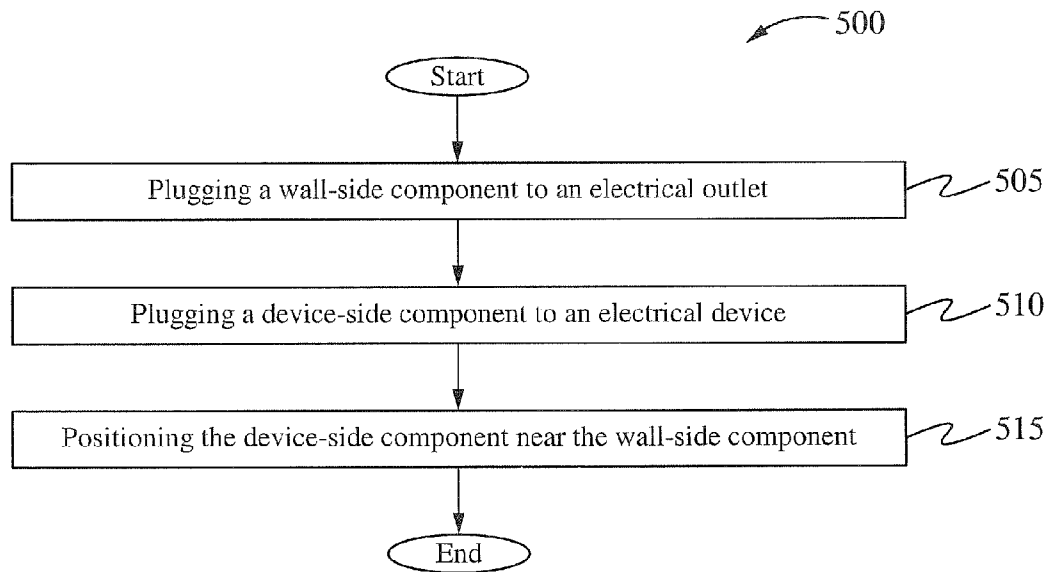 500
Start
Plugging a wall-side component to an electrical outlet
505
Plugging a device-side component to an electrical device
510
Positioning the device-side component near the wall-side component
515
End